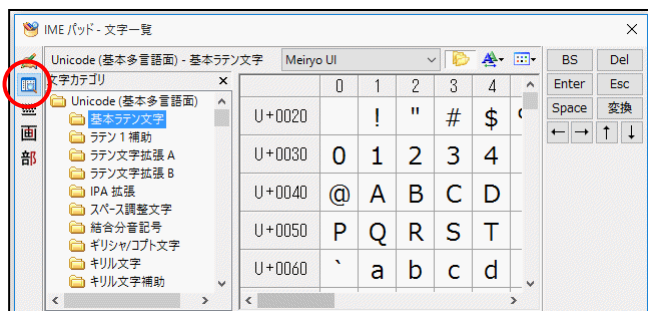 IME パッド - 文字一覧
Unicode (基本多言語面) - 基本ラテン文字 Meiryo UI
文字カテゴリ
Unicode (基本多言語面)
基本ラテン文字
ラテン 1 補助
ラテン文字拡張 A
ラテン文字拡張 B
IPA 拡張
スペース調整文字
結合分音記号
ギリシャ/コプト文字
キリル文字
キリル文字補助
画
部
0 1 2 3 4
U+0020 ! " # $
U+0030 0 1 2 3 4
U+0040 @ A B C D
U+0050 P Q R S T
U+0060 ` a b c d
BS Del
Enter Esc
Space 変換
← → ↑ ↓